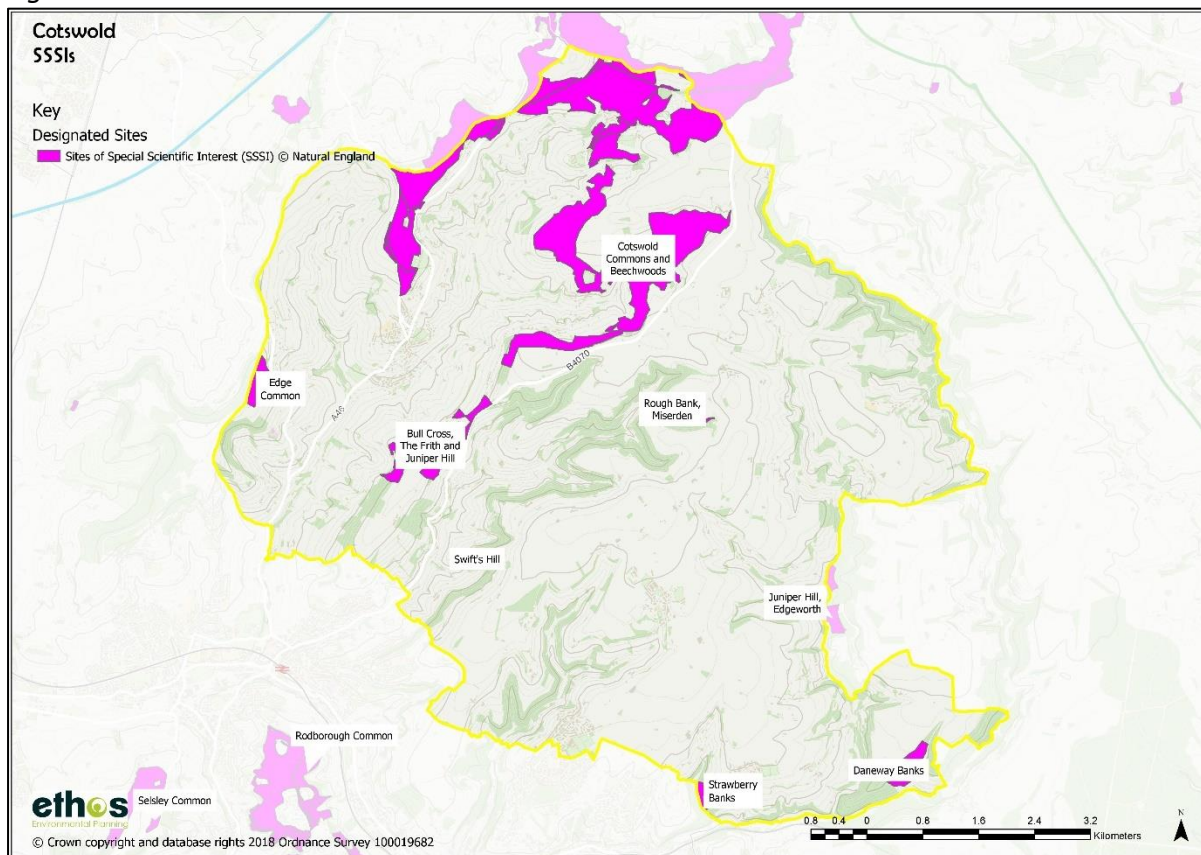 Cotswold
SSSIs
Key
Designated Sites
Sites of Special Scientific Interest (SSSI) © Natural England
Cotswold
Commons and
Beechwoods
B4070
A46
Edge
Common
Rough Bank,
Miserden
Bull Cross,
The Frith and
Juniper Hill
Swift's Hill
Juniper Hill,
Edgeworth
Rodborough Common
Selsley Common
Strawberry
Banks
Daneway Banks
ethos
Environmental Planning
© Crown copyright and database rights 2018 Ordnance Survey 100019682
0.8 0.4 0 0.8 1.6 2.4 3.2
Kilometers
N